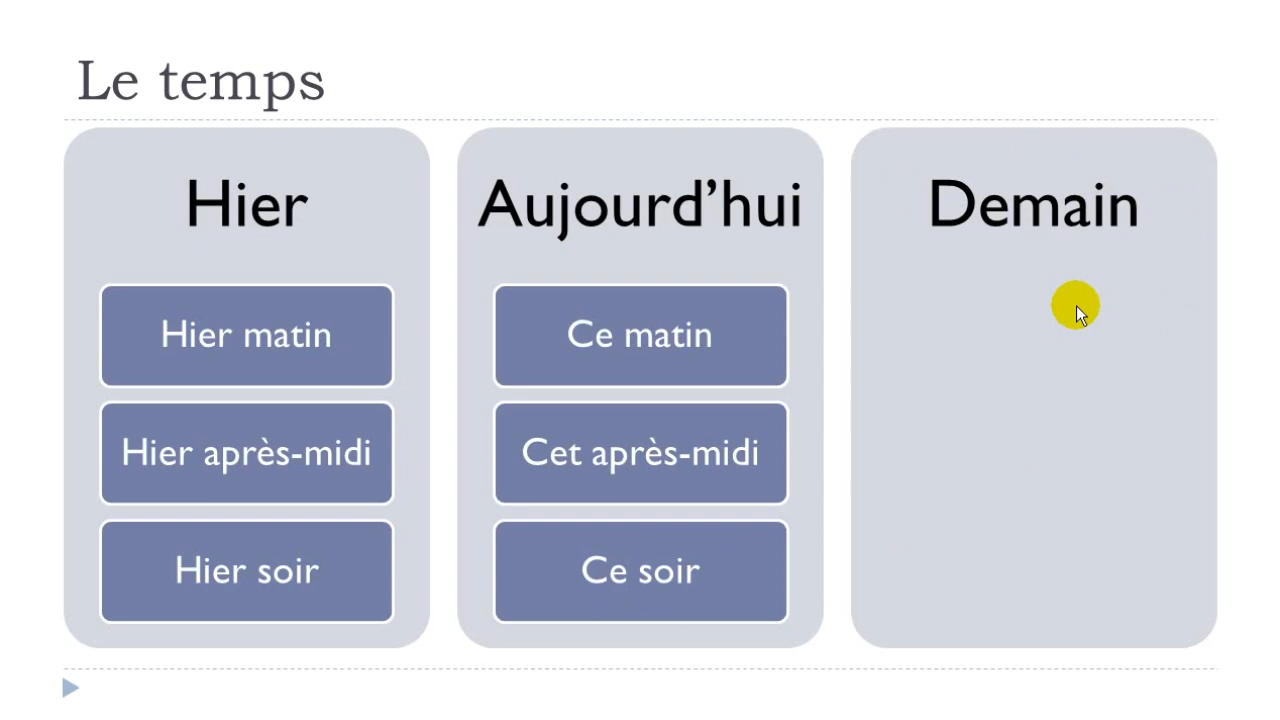 Le temps
Hier
Hier matin
Hier après-midi
Hier soir
Aujourd’hui
Ce matin
Cet après-midi
Ce soir
Demain